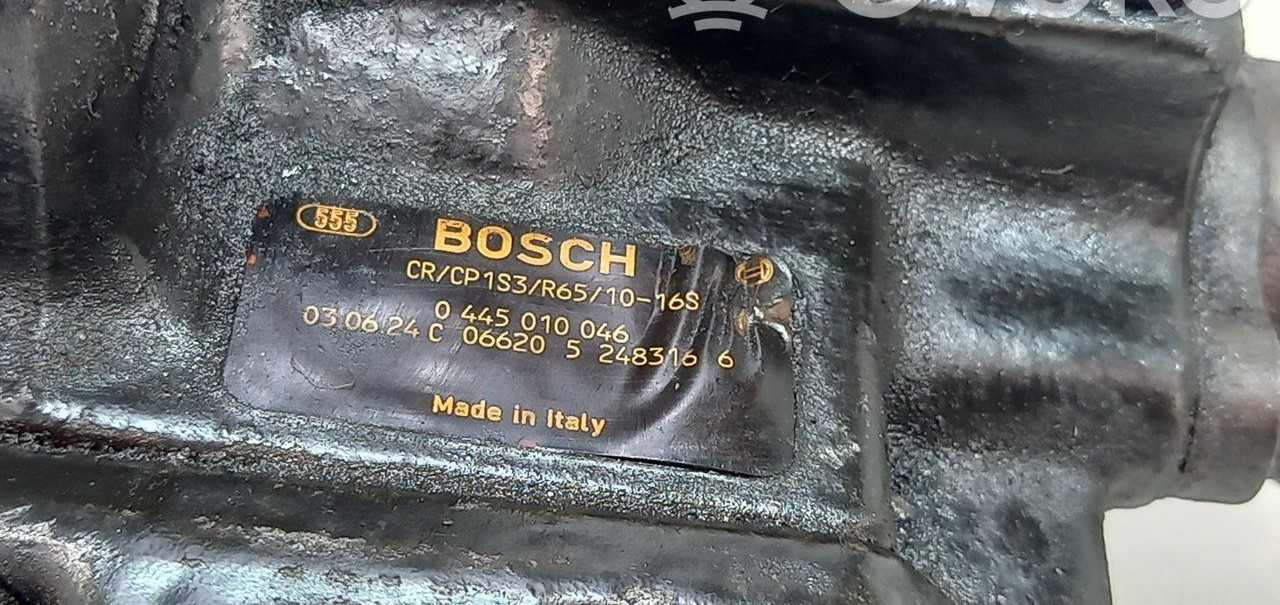 555
BOSCH
CR/CP1S3/R65/10-16S
0 445 010 046
03 06 24 C 06620 5 248316 6
Made in Italy